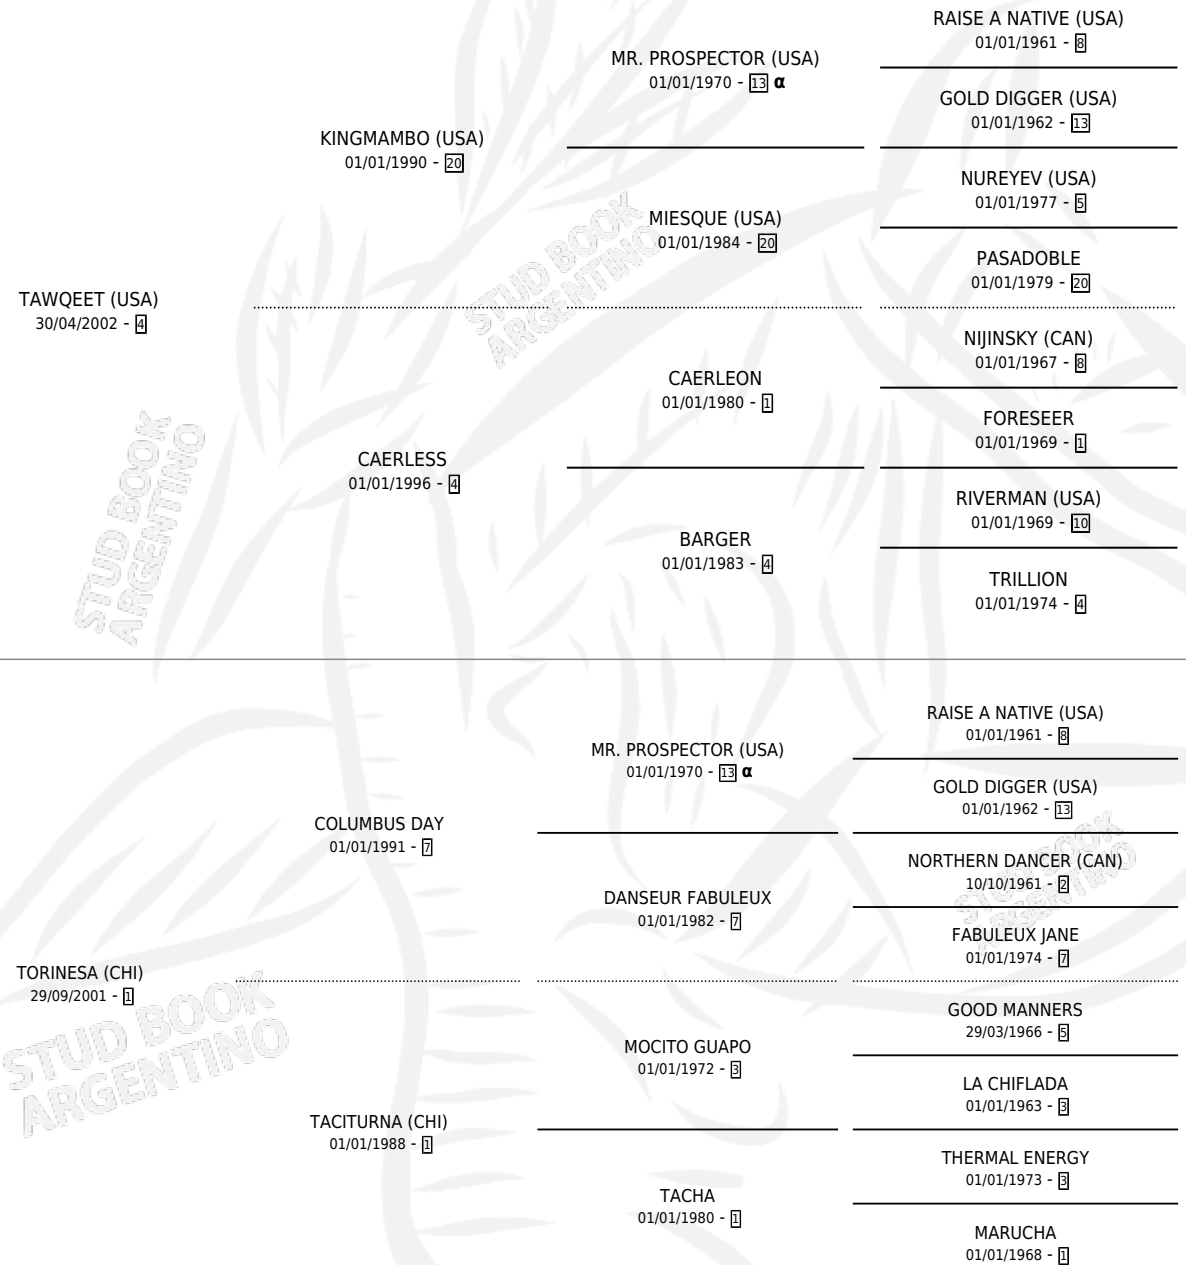 RAISE A NATIVE (USA)
01/01/1961 - 8
MR. PROSPECTOR (USA)
01/01/1970 - 13 α
GOLD DIGGER (USA)
01/01/1962 - 13
KINGMAMBO (USA)
01/01/1990 - 20
NUREYEV (USA)
01/01/1977 - 5
MIESQUE (USA)
01/01/1984 - 20
PASADOBLE
01/01/1979 - 20
STUD BOOK
ARGENTINO
TAWQEET (USA)
30/04/2002 - 4
NIJINSKY (CAN)
01/01/1967 - 8
CAERLEON
01/01/1980 - 1
FORESEER
01/01/1969 - 1
CAERLESS
01/01/1996 - 4
RIVERMAN (USA)
01/01/1969 - 10
BARGER
01/01/1983 - 4
TRILLION
01/01/1974 - 4
STUD BOOK
ARGENTINO
RAISE A NATIVE (USA)
01/01/1961 - 8
MR. PROSPECTOR (USA)
01/01/1970 - 13 α
GOLD DIGGER (USA)
01/01/1962 - 13
COLUMBUS DAY
01/01/1991 - 7
NORTHERN DANCER (CAN)
10/10/1961 - 2
DANSEUR FABULEUX
01/01/1982 - 7
FABULEUX JANE
01/01/1974 - 7
STUD BOOK
ARGENTINO
TORINESA (CHI)
29/09/2001 - 1
GOOD MANNERS
29/03/1966 - 5
MOCITO GUAPO
01/01/1972 - 3
LA CHIFLADA
01/01/1963 - 3
TACITURNA (CHI)
01/01/1988 - 1
THERMAL ENERGY
01/01/1973 - 3
TACHA
01/01/1980 - 1
MARUCHA
01/01/1968 - 1
STUD BOOK
ARGENTINO